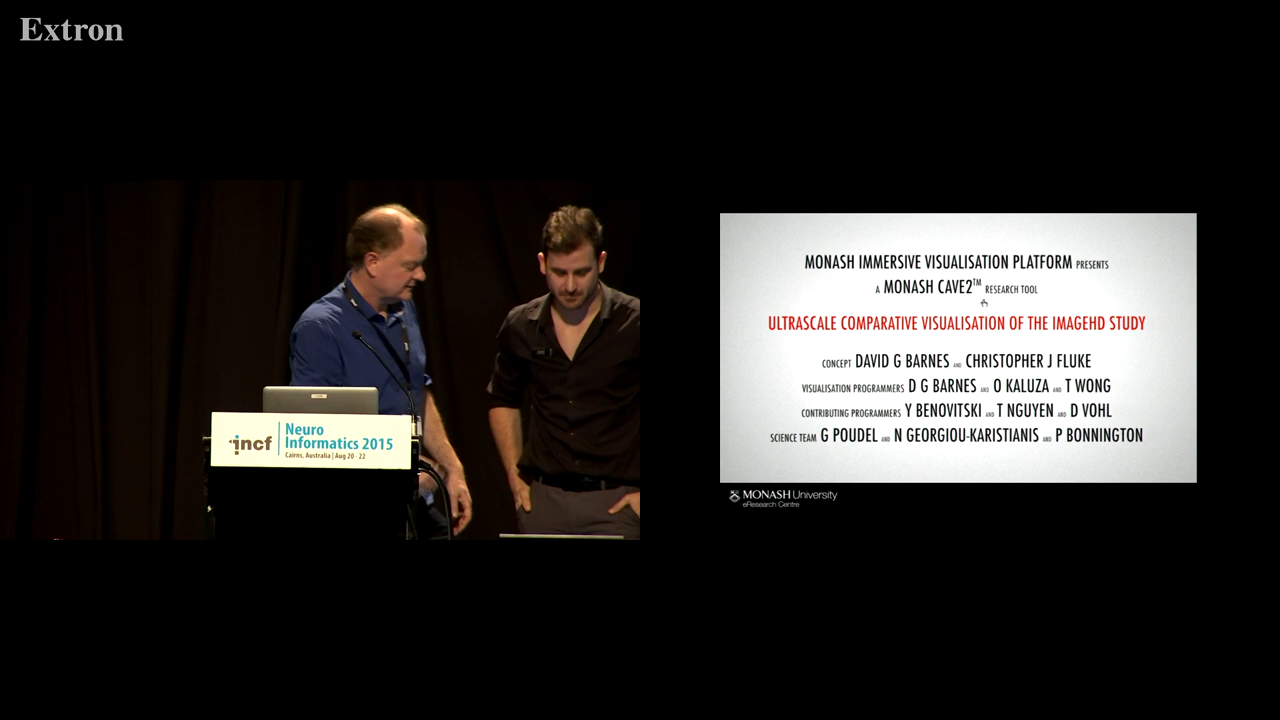 Extron
incf
Neuro
Informatics 2015
Cairns, Australia | Aug 20 - 22
MONASH IMMERSIVE VISUALISATION PLATFORM PRESENTS
A MONASH CAVE2™ RESEARCH TOOL
ULTRASCALE COMPARATIVE VISUALISATION OF THE IMAGEHD STUDY
CONCEPT DAVID G BARNES AND CHRISTOPHER J FLUKE
VISUALISATION PROGRAMMERS D G BARNES AND O KALUZA AND T WONG
CONTRIBUTING PROGRAMMERS Y BENOVITSKI AND T NGUYEN AND D VOHL
SCIENCE TEAM G POUDEL AND N GEORGIOU-KARISTIANIS AND P BONNINGTON
MONASH University
eResearch Centre